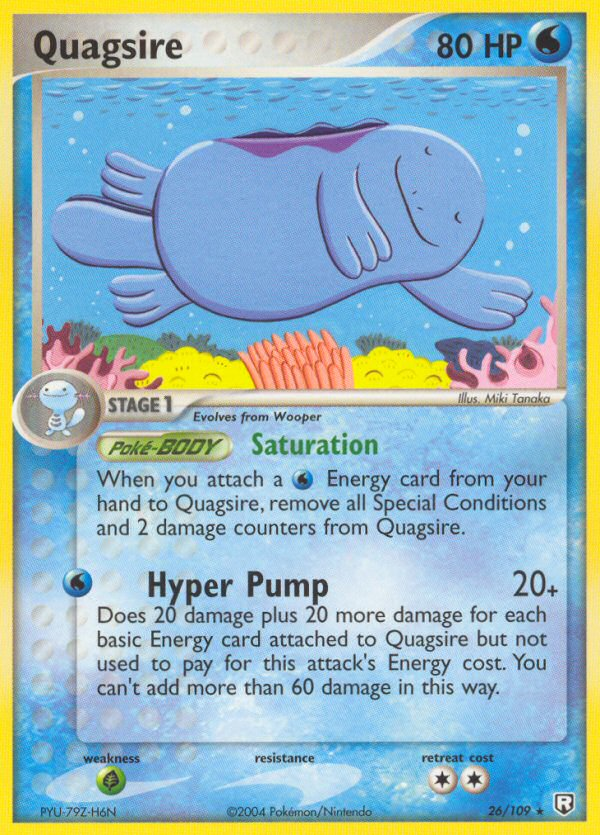 Quagsire
80 HP
Illus. Miki Tanaka
STAGE 1
Evolves from Wooper
Poké-BODY Saturation
When you attach a Energy card from your
hand to Quagsire, remove all Special Conditions
and 2 damage counters from Quagsire.
Hyper Pump 20+
Does 20 damage plus 20 more damage for each
basic Energy card attached to Quagsire but not
used to pay for this attack's Energy cost. You
can't add more than 60 damage in this way.
weakness resistance retreat cost
PYU-79Z-H6N ©2004 Pokémon/Nintendo 26/109 ★ R